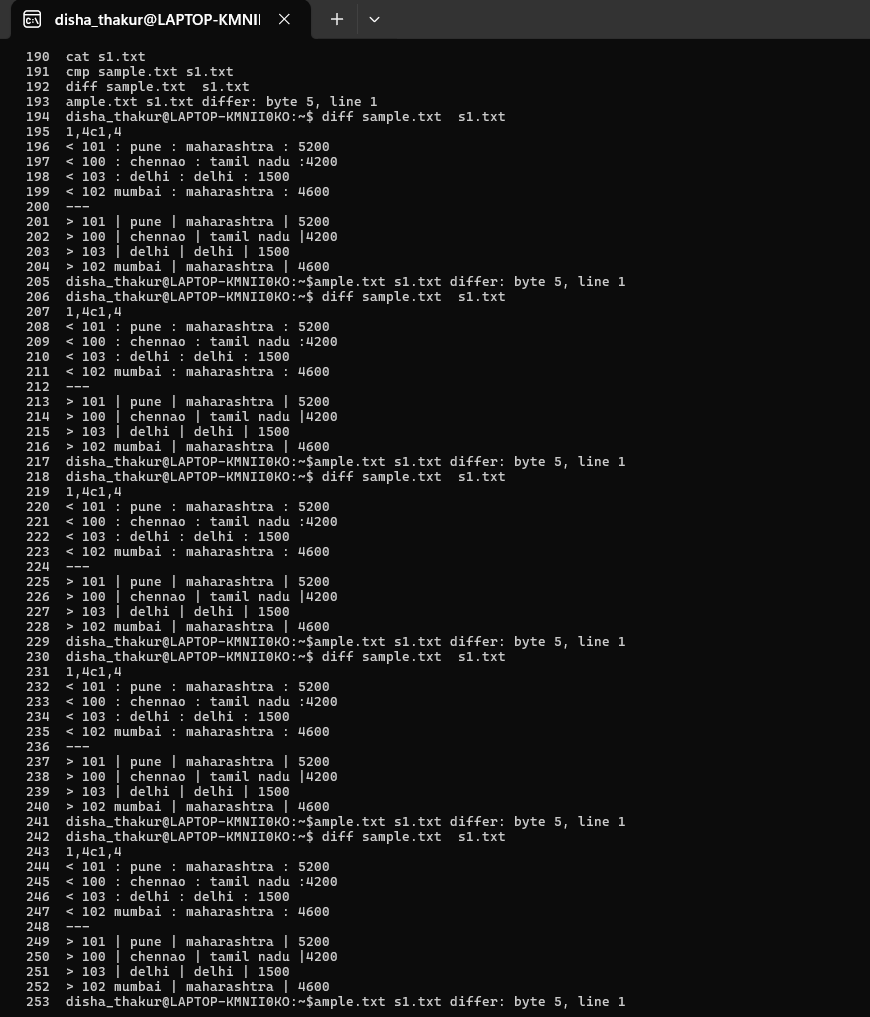 disha_thakur@LAPTOP-KMNII
190 cat s1.txt
191 cmp sample.txt s1.txt
192 diff sample.txt  s1.txt
193 ample.txt s1.txt differ: byte 5, line 1
194 disha_thakur@LAPTOP-KMNII0KO:~$ diff sample.txt  s1.txt
195 1,4c1,4
196 < 101 : pune : maharashtra : 5200
197 < 100 : chennao : tamil nadu :4200
198 < 103 : delhi : delhi : 1500
199 < 102 mumbai : maharashtra : 4600
200 ---
201 > 101 | pune | maharashtra | 5200
202 > 100 | chennao | tamil nadu |4200
203 > 103 | delhi | delhi | 1500
204 > 102 mumbai | maharashtra | 4600
205 disha_thakur@LAPTOP-KMNII0KO:~$ample.txt s1.txt differ: byte 5, line 1
206 disha_thakur@LAPTOP-KMNII0KO:~$ diff sample.txt  s1.txt
207 1,4c1,4
208 < 101 : pune : maharashtra : 5200
209 < 100 : chennao : tamil nadu :4200
210 < 103 : delhi : delhi : 1500
211 < 102 mumbai : maharashtra : 4600
212 ---
213 > 101 | pune | maharashtra | 5200
214 > 100 | chennao | tamil nadu |4200
215 > 103 | delhi | delhi | 1500
216 > 102 mumbai | maharashtra | 4600
217 disha_thakur@LAPTOP-KMNII0KO:~$ample.txt s1.txt differ: byte 5, line 1
218 disha_thakur@LAPTOP-KMNII0KO:~$ diff sample.txt  s1.txt
219 1,4c1,4
220 < 101 : pune : maharashtra : 5200
221 < 100 : chennao : tamil nadu :4200
222 < 103 : delhi : delhi : 1500
223 < 102 mumbai : maharashtra : 4600
224 ---
225 > 101 | pune | maharashtra | 5200
226 > 100 | chennao | tamil nadu |4200
227 > 103 | delhi | delhi | 1500
228 > 102 mumbai | maharashtra | 4600
229 disha_thakur@LAPTOP-KMNII0KO:~$ample.txt s1.txt differ: byte 5, line 1
230 disha_thakur@LAPTOP-KMNII0KO:~$ diff sample.txt  s1.txt
231 1,4c1,4
232 < 101 : pune : maharashtra : 5200
233 < 100 : chennao : tamil nadu :4200
234 < 103 : delhi : delhi : 1500
235 < 102 mumbai : maharashtra : 4600
236 ---
237 > 101 | pune | maharashtra | 5200
238 > 100 | chennao | tamil nadu |4200
239 > 103 | delhi | delhi | 1500
240 > 102 mumbai | maharashtra | 4600
241 disha_thakur@LAPTOP-KMNII0KO:~$ample.txt s1.txt differ: byte 5, line 1
242 disha_thakur@LAPTOP-KMNII0KO:~$ diff sample.txt  s1.txt
243 1,4c1,4
244 < 101 : pune : maharashtra : 5200
245 < 100 : chennao : tamil nadu :4200
246 < 103 : delhi : delhi : 1500
247 < 102 mumbai : maharashtra : 4600
248 ---
249 > 101 | pune | maharashtra | 5200
250 > 100 | chennao | tamil nadu |4200
251 > 103 | delhi | delhi | 1500
252 > 102 mumbai | maharashtra | 4600
253 disha_thakur@LAPTOP-KMNII0KO:~$ample.txt s1.txt differ: byte 5, line 1